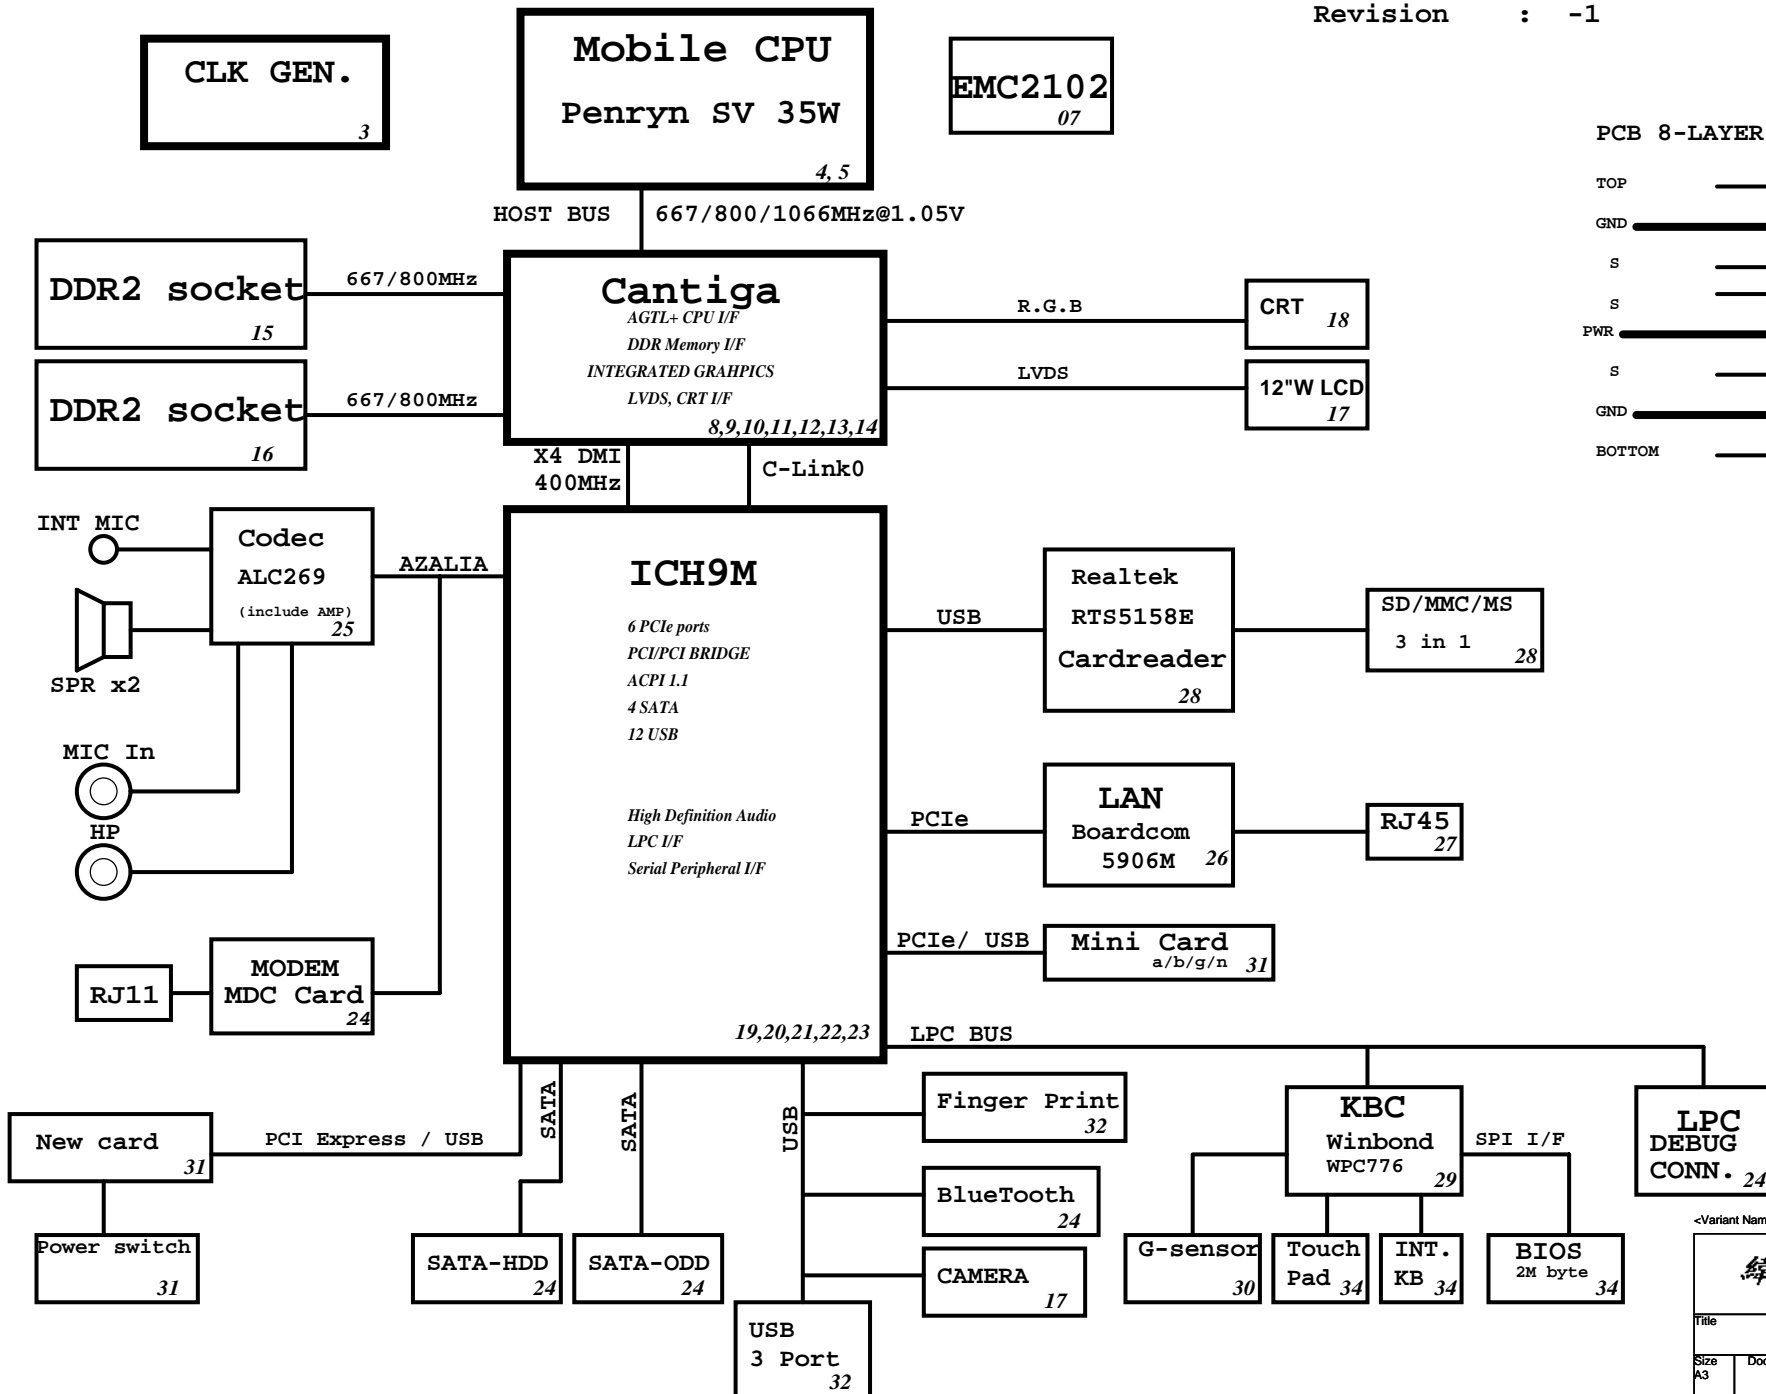 Revision : -1
CLK GEN.
3
Mobile CPU
Penryn SV 35W
4, 5
EMC2102
07
PCB 8-LAYER
TOP
GND
S
S
PWR
S
GND
BOTTOM
HOST BUS
667/800/1066MHz@1.05V
DDR2 socket
15
667/800MHz
DDR2 socket
16
667/800MHz
Cantiga
AGTL+ CPU I/F
DDR Memory I/F
INTEGRATED GRAHPICS
LVDS, CRT I/F
8,9,10,11,12,13,14
R.G.B
CRT
18
LVDS
12"W LCD
17
X4 DMI
400MHz
C-Link0
INT MIC
Codec
ALC269
(include AMP)
25
AZALIA
SPR x2
MIC In
HP
RJ11
MODEM
MDC Card
24
ICH9M
6 PCIe ports
PCI/PCI BRIDGE
ACPI 1.1
4 SATA
12 USB
High Definition Audio
LPC I/F
Serial Peripheral I/F
19,20,21,22,23
USB
Realtek
RTS5158E
Cardreader
28
SD/MMC/MS
3 in 1
28
PCIe
LAN
Boardcom
5906M
26
RJ45
27
PCIe/ USB
Mini Card
a/b/g/n
31
LPC BUS
New card
31
PCI Express / USB
Power switch
31
SATA
SATA
USB
SATA-HDD
24
SATA-ODD
24
Finger Print
32
BlueTooth
24
CAMERA
17
USB
3 Port
32
KBC
Winbond
WPC776
29
SPI I/F
LPC
DEBUG
CONN.
24
G-sensor
30
Touch
Pad
34
INT.
KB
34
BIOS
2M byte
34
<Variant Nam
Title
Size
A3
Doc